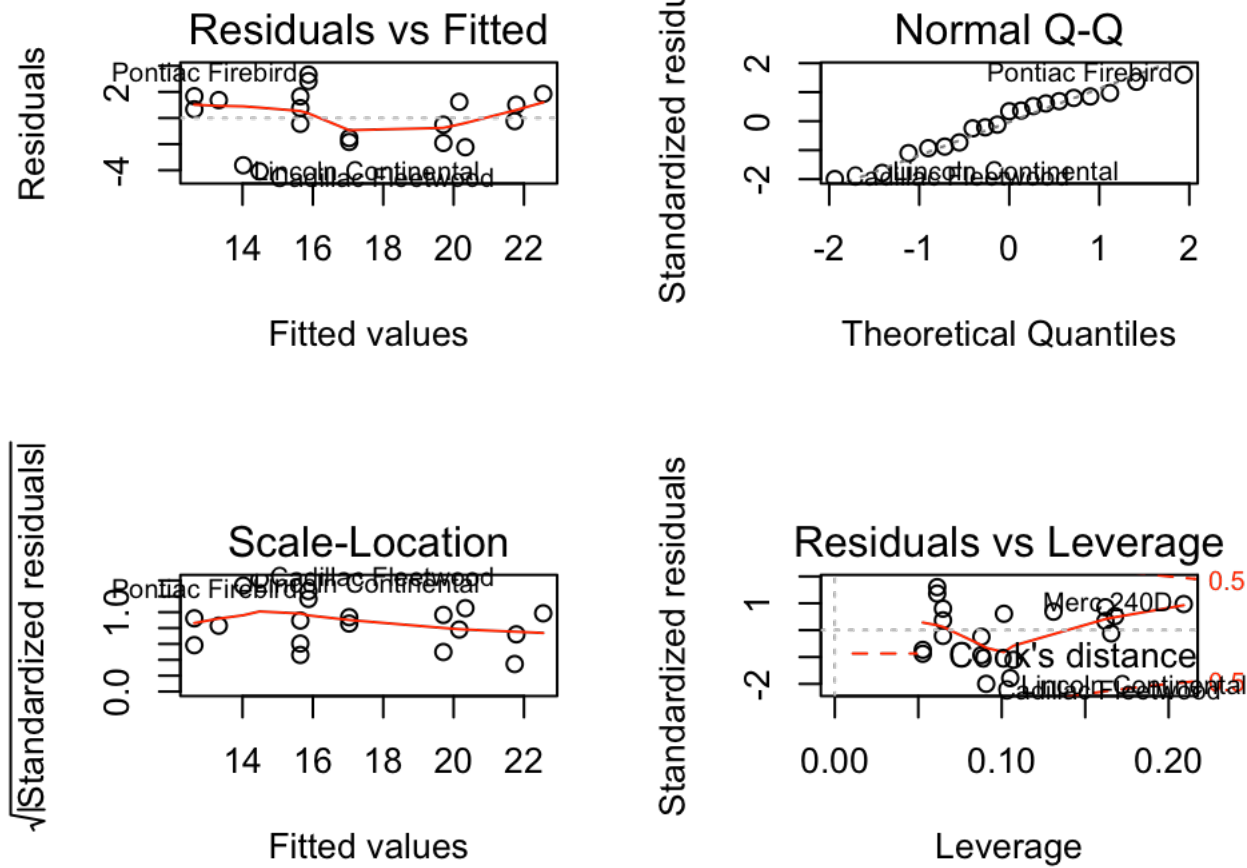 Residuals vs Fitted
Residuals
2
-4
Pontiac Firebird
Lincoln Continental
Cadillac Fleetwood
14 16 18 20 22
Fitted values
Normal Q-Q
Standardized residu
2
0
-2
Pontiac Firebird
Lincoln Continental
Cadillac Fleetwood
-2 -1 0 1 2
Theoretical Quantiles
Scale-Location
√|Standardized residuals|
1.0
0.0
Cadillac Fleetwood
Lincoln Continental
Pontiac Firebird
14 16 18 20 22
Fitted values
Residuals vs Leverage
Standardized residuals
1
-2
0.5
Merc 240D
Cook's distance
Lincoln Continental
0.5
Cadillac Fleetwood
0.00 0.10 0.20
Leverage